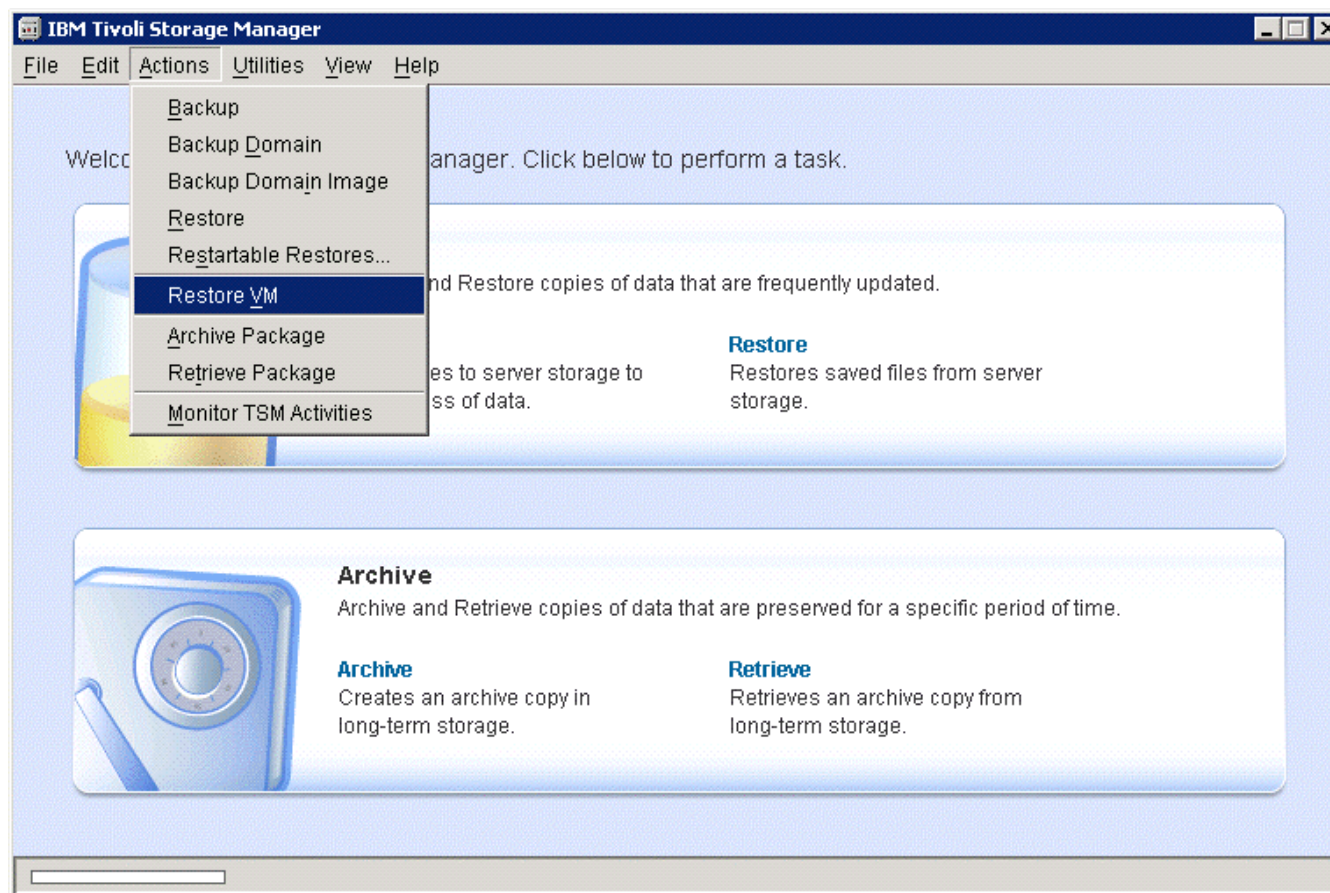 IBM Tivoli Storage Manager
File Edit Actions Utilities View Help
Backup
Backup Domain
Backup Domain Image
Restore
Restartable Restores...
Restore VM
Archive Package
Retrieve Package
Monitor TSM Activities
anager. Click below to perform a task.
nd Restore copies of data that are frequently updated.
es to server storage to
ss of data.
Restore
Restores saved files from server
storage.
Archive
Archive and Retrieve copies of data that are preserved for a specific period of time.
Archive
Creates an archive copy in
long-term storage.
Retrieve
Retrieves an archive copy from
long-term storage.